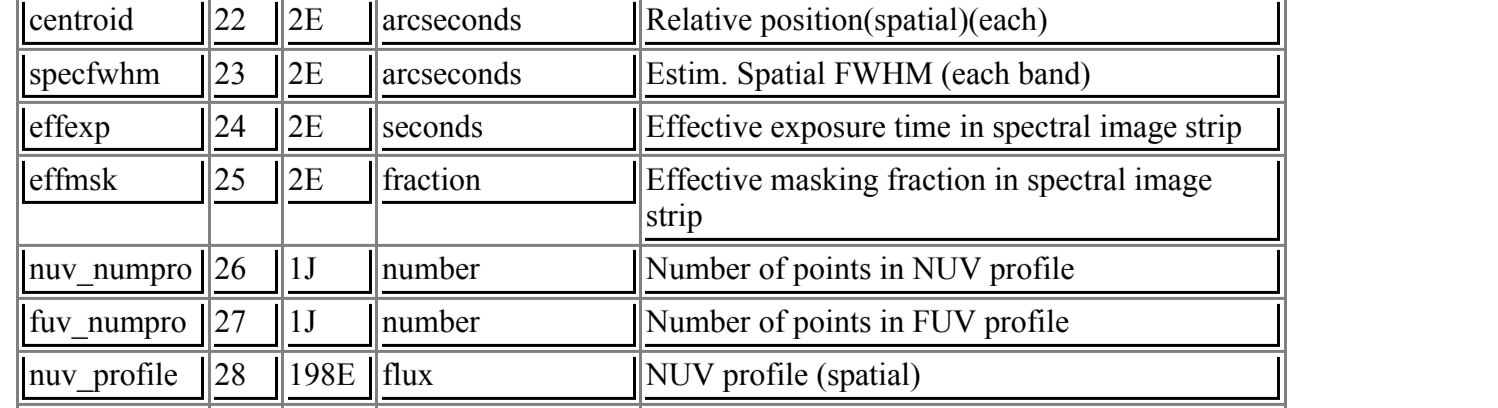 centroid 22 2E arcseconds Relative position(spatial)(each)
specfwhm 23 2E arcseconds Estim. Spatial FWHM (each band)
effexp 24 2E seconds Effective exposure time in spectral image strip
effmsk 25 2E fraction Effective masking fraction in spectral image
strip
nuv_numpro 26 1J number Number of points in NUV profile
fuv_numpro 27 1J number Number of points in FUV profile
nuv_profile 28 198E flux NUV profile (spatial)